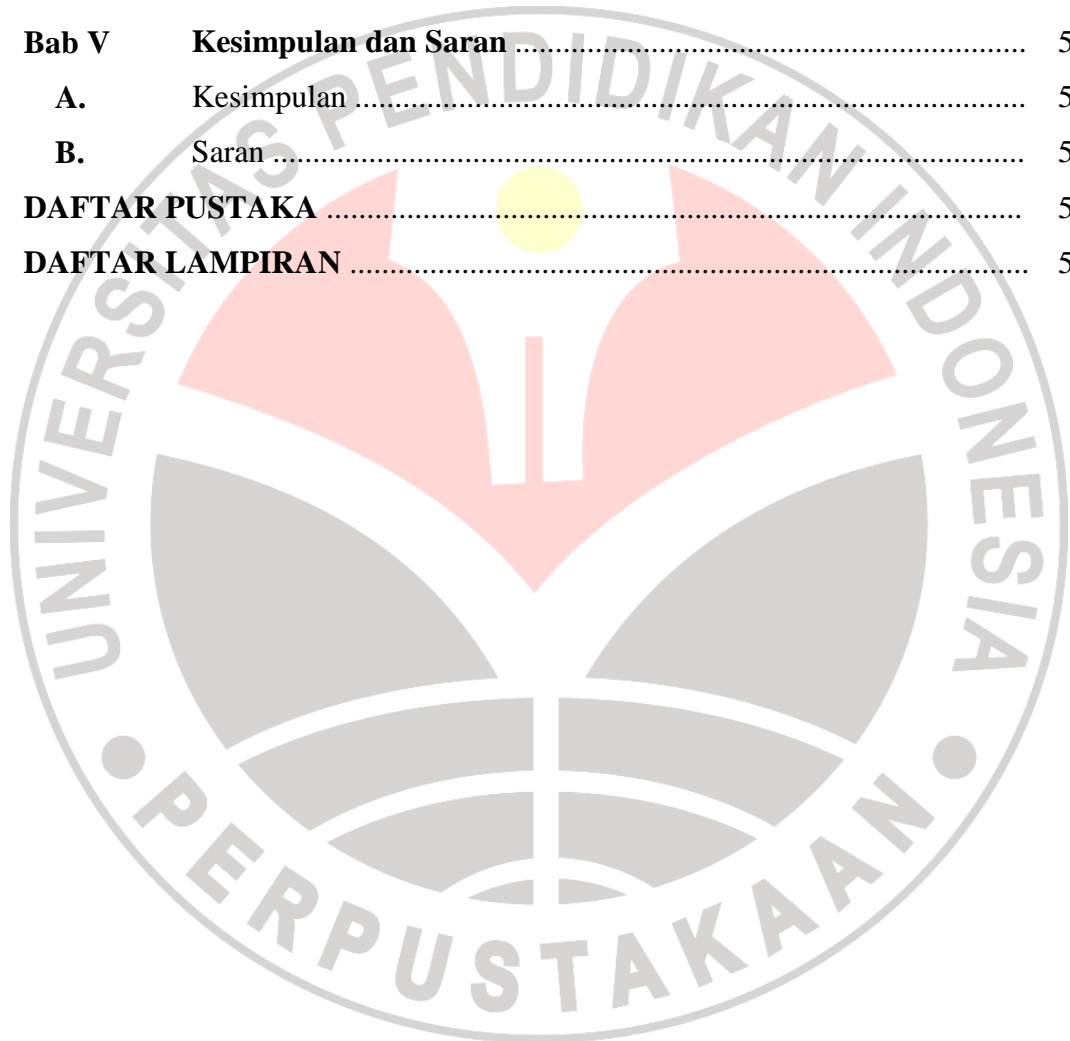 Bab V Kesimpulan dan Saran ........................................................................ 5
A. Kesimpulan ........................................................................ 5
B. Saran ........................................................................ 5
DAFTAR PUSTAKA ........................................................................ 5
DAFTAR LAMPIRAN ........................................................................ 5
UNIVERSITAS PENDIDIKAN INDONESIA
PERPUSTAKAAN